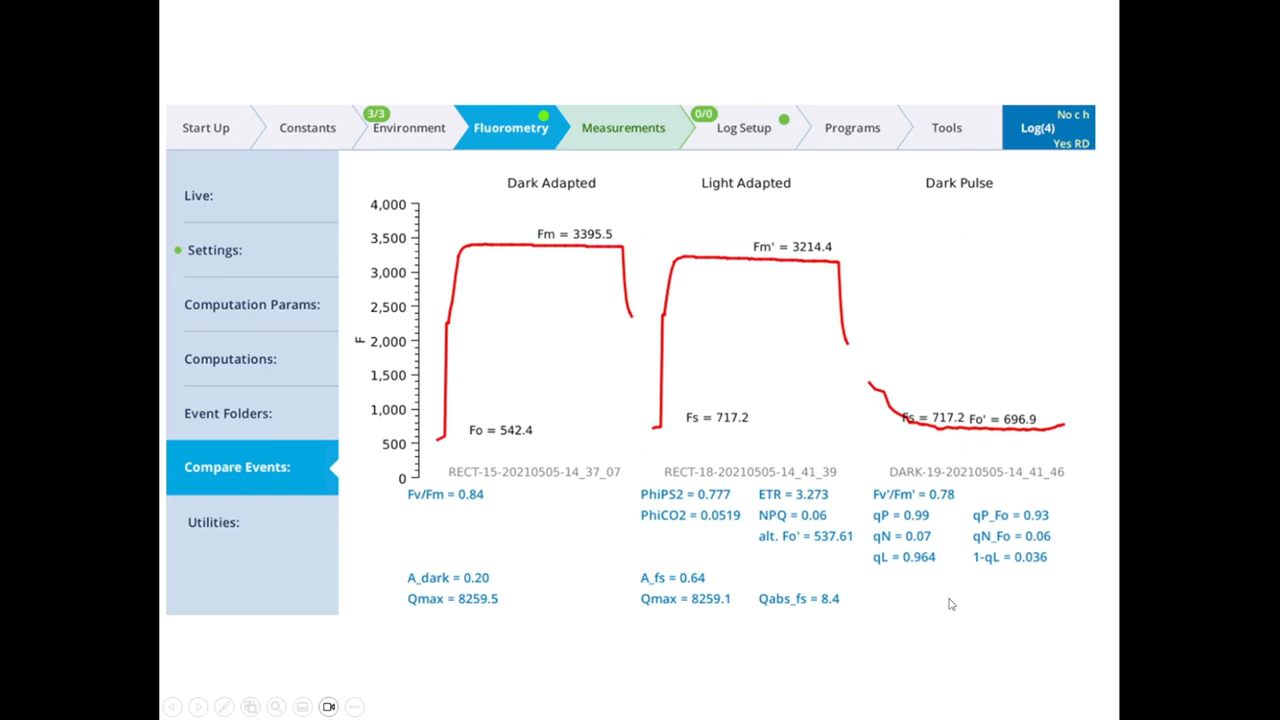 3/3
0/0
No c h
Start Up
Constants
Environment
Fluorometry
Measurements
Log Setup
Programs
Tools
Log(4)
Yes RD
Live:
Settings:
Computation Params:
Computations:
Event Folders:
Compare Events:
Utilities:
Dark Adapted
Light Adapted
Dark Pulse
4,000
3,500
3,000
2,500
2,000
1,500
1,000
500
0
F
Fm = 3395.5
Fo = 542.4
Fm' = 3214.4
Fs = 717.2
Fs = 717.2
Fo' = 696.9
RECT-15-20210505-14_37_07
RECT-18-20210505-14_41_39
DARK-19-20210505-14_41_46
Fv/Fm = 0.84
PhiPS2 = 0.777
ETR = 3.273
Fv'/Fm' = 0.78
PhiCO2 = 0.0519
NPQ = 0.06
qP = 0.99
qP_Fo = 0.93
alt. Fo' = 537.61
qN = 0.07
qN_Fo = 0.06
qL = 0.964
1-qL = 0.036
A_dark = 0.20
A_fs = 0.64
Qmax = 8259.5
Qmax = 8259.1
Qabs_fs = 8.4